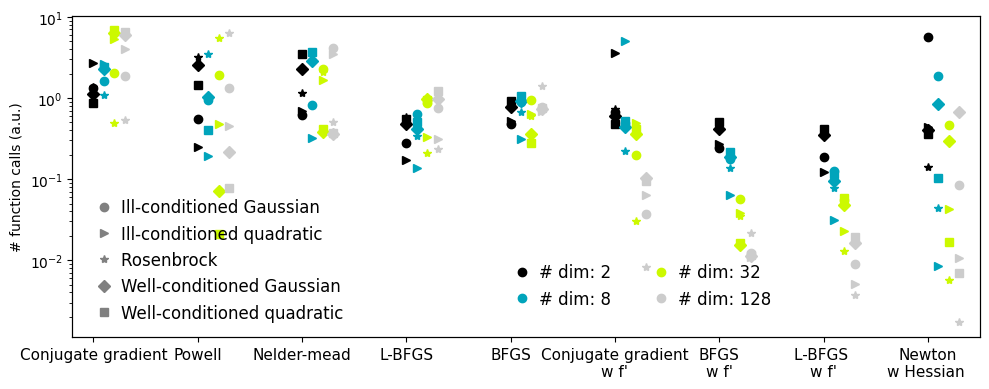 10¹
10⁰
10⁻¹
10⁻²
# function calls (a.u.)
Ill-conditioned Gaussian
Ill-conditioned quadratic
Rosenbrock
Well-conditioned Gaussian
Well-conditioned quadratic
# dim: 2
# dim: 8
# dim: 32
# dim: 128
Conjugate gradient
Powell
Nelder-mead
L-BFGS
BFGS
Conjugate gradient
w f'
BFGS
w f'
L-BFGS
w f'
Newton
w Hessian